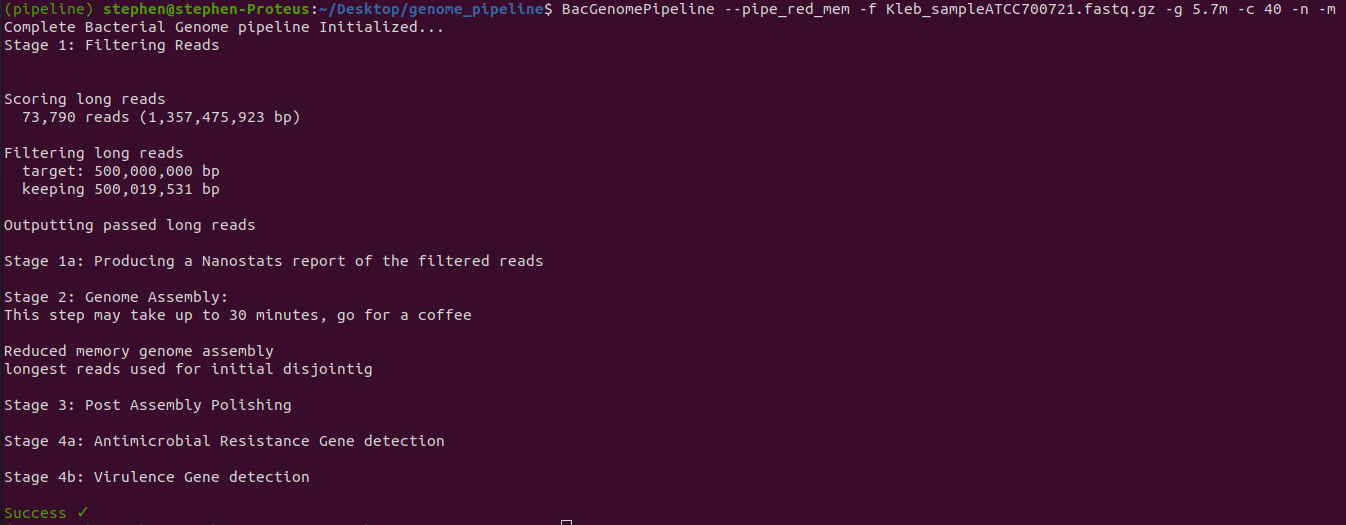 (pipeline) stephen@stephen-Proteus:~/Desktop/genome_pipeline$ BacGenomePipeline --pipe_red_mem -f Kleb_sampleATCC700721.fastq.gz -g 5.7m -c 40 -n -m
Complete Bacterial Genome pipeline Initialized...
Stage 1: Filtering Reads
Scoring long reads
73,790 reads (1,357,475,923 bp)
Filtering long reads
target: 500,000,000 bp
keeping 500,019,531 bp
Outputting passed long reads
Stage 1a: Producing a Nanostats report of the filtered reads
Stage 2: Genome Assembly:
This step may take up to 30 minutes, go for a coffee
Reduced memory genome assembly
longest reads used for initial disjointig
Stage 3: Post Assembly Polishing
Stage 4a: Antimicrobial Resistance Gene detection
Stage 4b: Virulence Gene detection
Success ✓